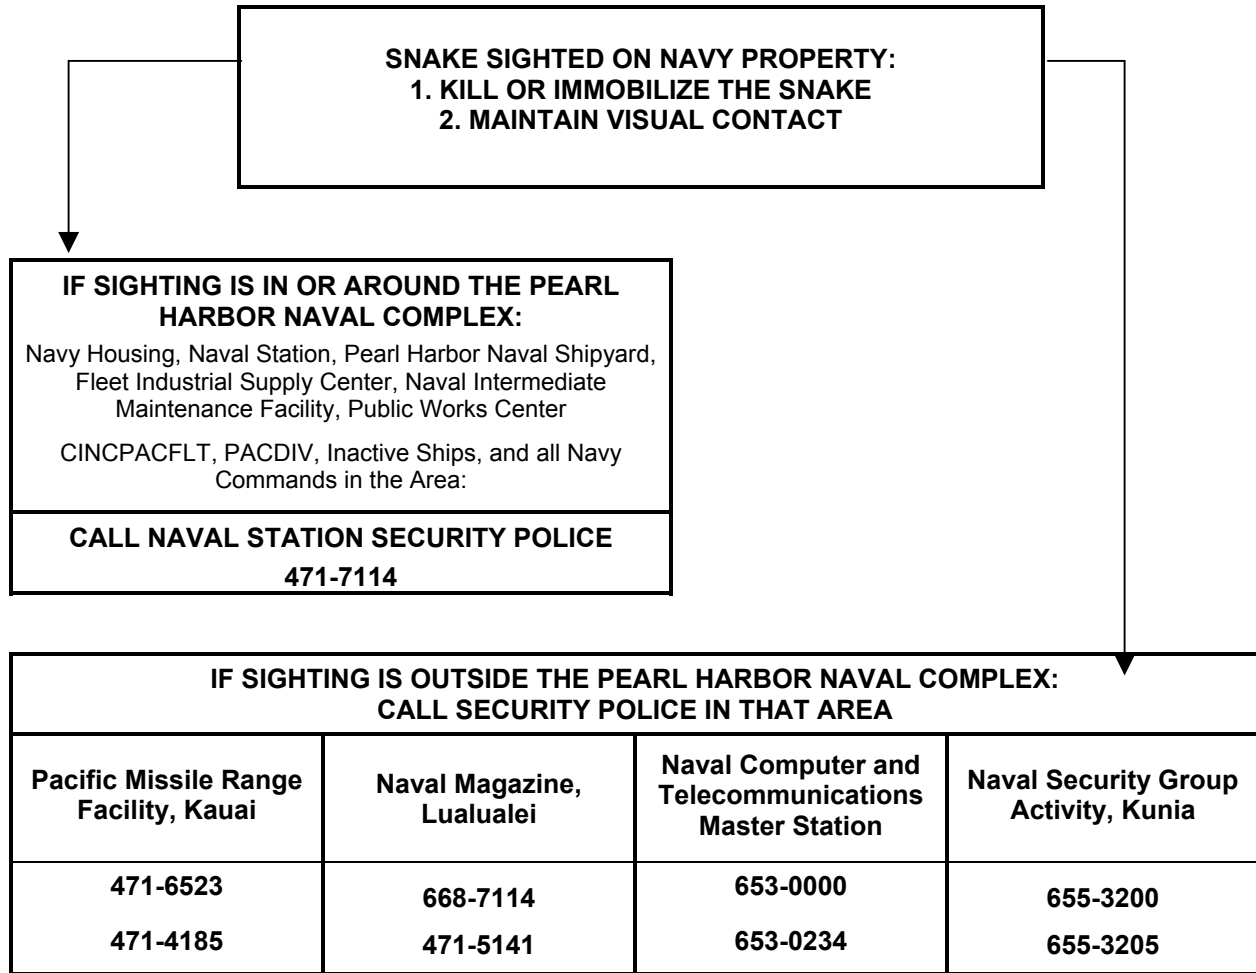 SNAKE SIGHTED ON NAVY PROPERTY:
1. KILL OR IMMOBILIZE THE SNAKE
2. MAINTAIN VISUAL CONTACT
IF SIGHTING IS IN OR AROUND THE PEARL
HARBOR NAVAL COMPLEX:
Navy Housing, Naval Station, Pearl Harbor Naval Shipyard,
Fleet Industrial Supply Center, Naval Intermediate
Maintenance Facility, Public Works Center
CINCPACFLT, PACDIV, Inactive Ships, and all Navy
Commands in the Area:
CALL NAVAL STATION SECURITY POLICE
471-7114
IF SIGHTING IS OUTSIDE THE PEARL HARBOR NAVAL COMPLEX:
CALL SECURITY POLICE IN THAT AREA
Pacific Missile Range
Facility, Kauai
Naval Magazine,
Lualualei
Naval Computer and
Telecommunications
Master Station
Naval Security Group
Activity, Kunia
471-6523
471-4185
668-7114
471-5141
653-0000
653-0234
655-3200
655-3205